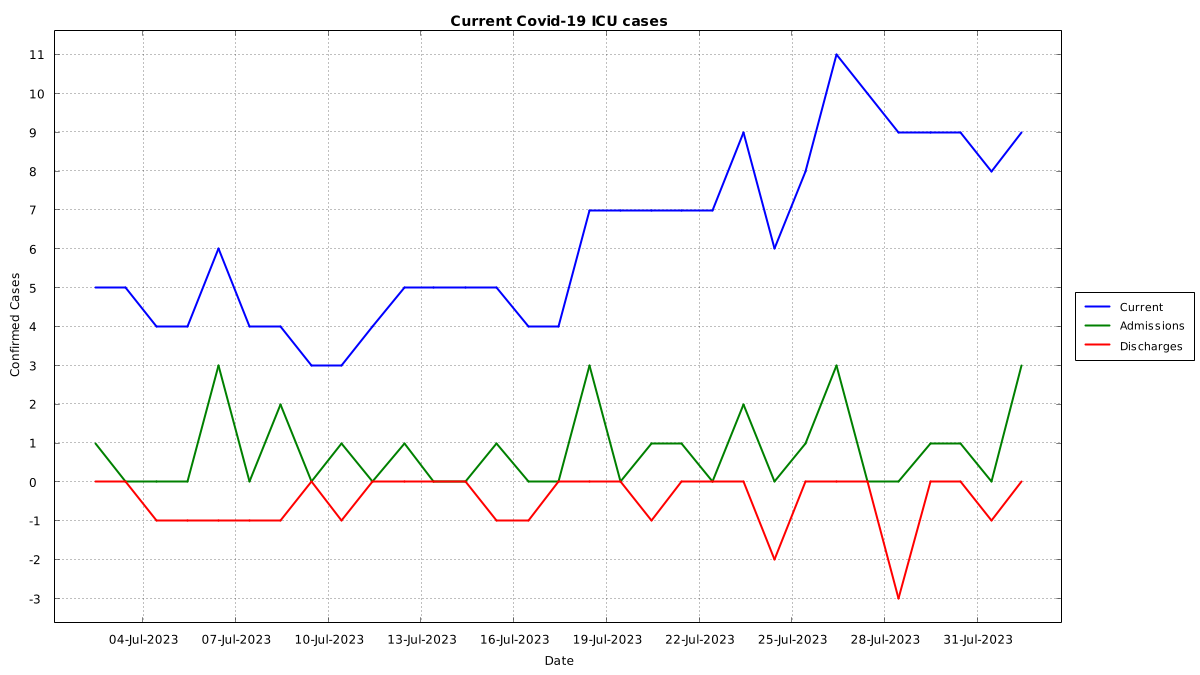 Current Covid-19 ICU cases
11
10
9
8
7
6
5
4
3
2
1
0
-1
-2
-3
Confirmed Cases
04-Jul-2023 07-Jul-2023 10-Jul-2023 13-Jul-2023 16-Jul-2023 19-Jul-2023 22-Jul-2023 25-Jul-2023 28-Jul-2023 31-Jul-2023
Date
Current
Admissions
Discharges